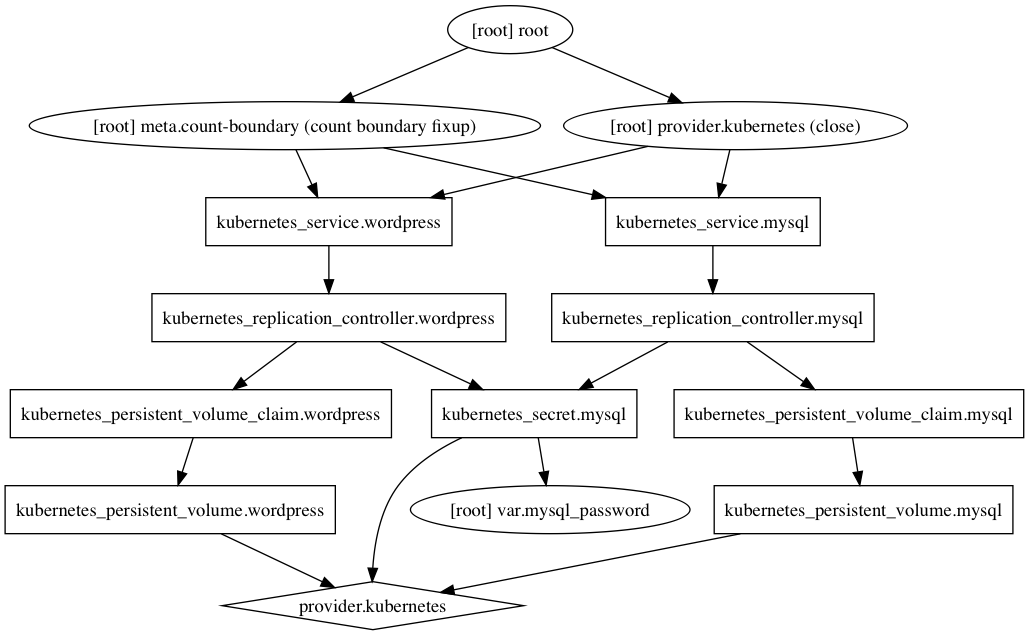 [root] root
[root] meta.count-boundary (count boundary fixup)
[root] provider.kubernetes (close)
kubernetes_service.wordpress
kubernetes_service.mysql
kubernetes_replication_controller.wordpress
kubernetes_replication_controller.mysql
kubernetes_persistent_volume_claim.wordpress
kubernetes_secret.mysql
kubernetes_persistent_volume_claim.mysql
kubernetes_persistent_volume.wordpress
[root] var.mysql_password
kubernetes_persistent_volume.mysql
provider.kubernetes